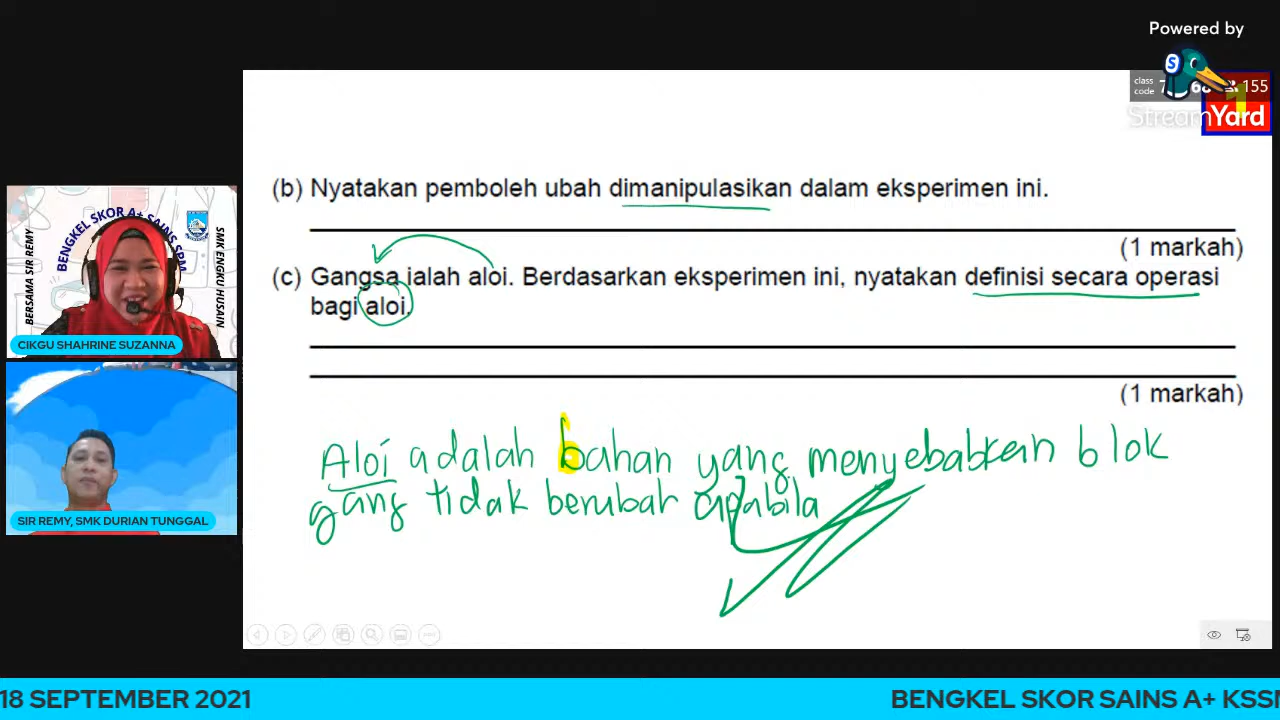 Powered by
class
code
155
StreamYard
(b) Nyatakan pemboleh ubah dimanipulasikan dalam eksperimen ini.
(1 markah)
(c) Gangsa ialah aloi. Berdasarkan eksperimen ini, nyatakan definisi secara operasi
bagi aloi.
(1 markah)
Aloi adalah bahan yang menyebabkan blok
yang tidak berubah apabila
BERSAMA SIR REMY
BENGKEL SKOR A+ SAINS SPM
SMK ENGKU HUSAIN
CIKGU SHAHRINE SUZANNA
SIR REMY, SMK DURIAN TUNGGAL
18 SEPTEMBER 2021
BENGKEL SKOR SAINS A+ KSSM